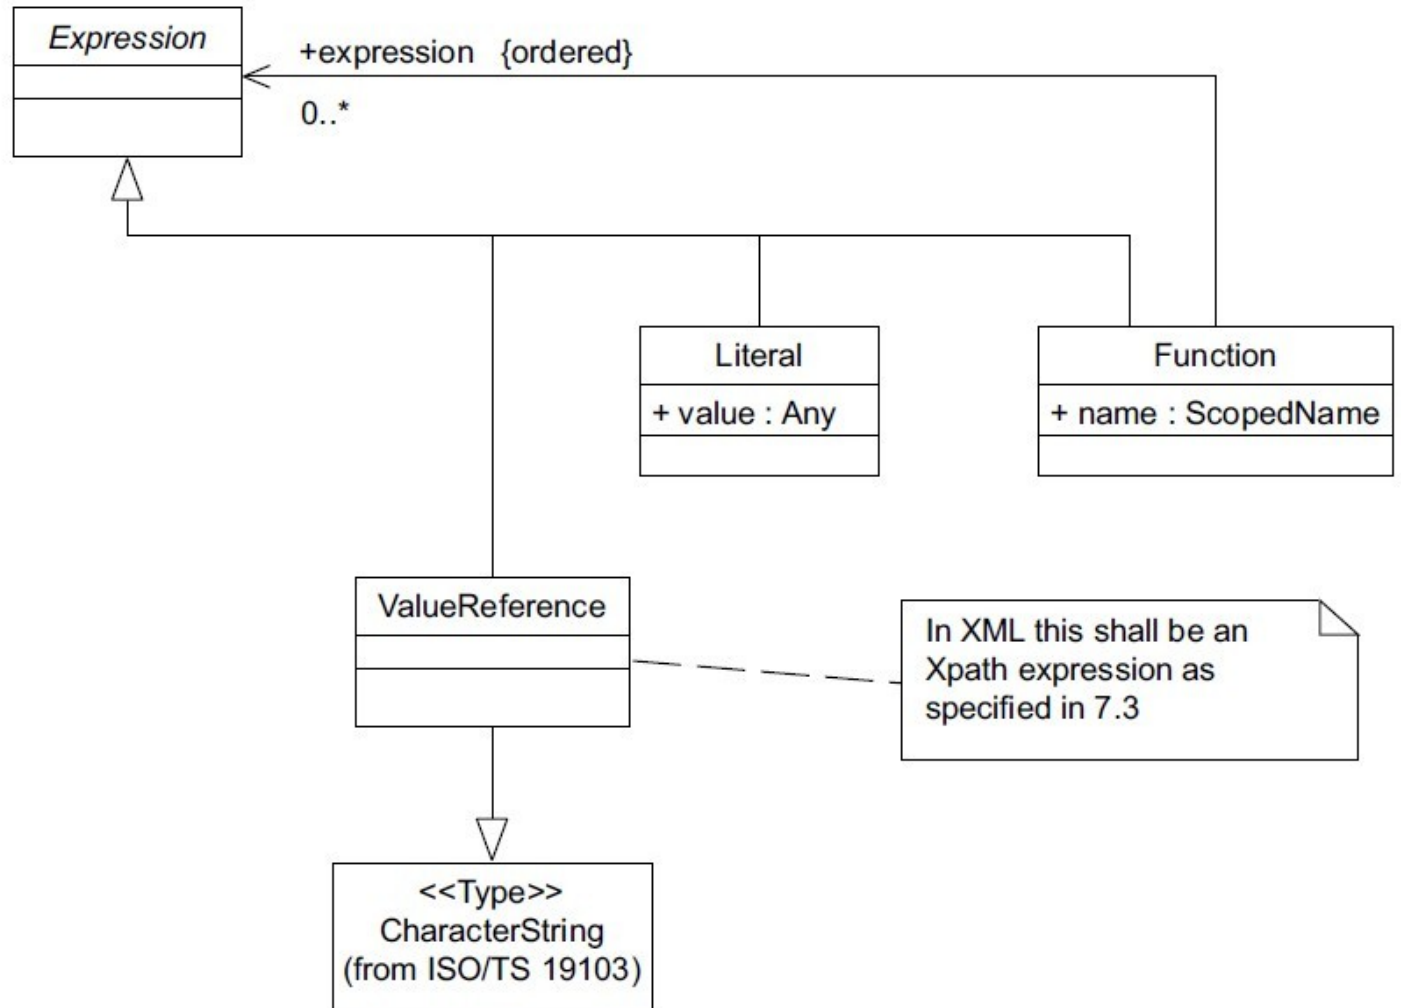 Expression
+expression {ordered}
0..*
Literal
+ value : Any
Function
+ name : ScopedName
ValueReference
In XML this shall be an
Xpath expression as
specified in 7.3
<<Type>>
CharacterString
(from ISO/TS 19103)